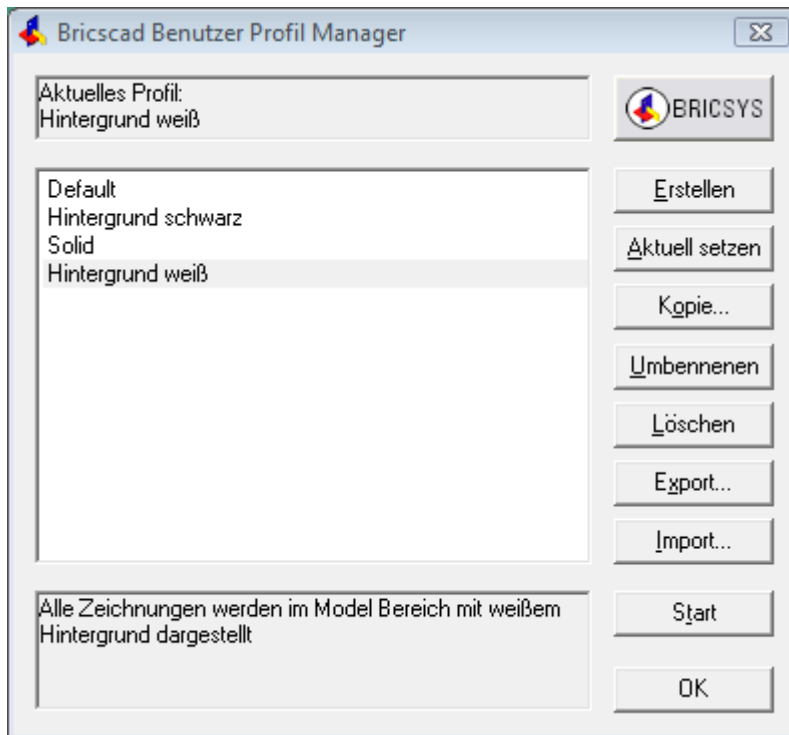 Bricscad Benutzer Profil Manager
Aktuelles Profil:
Hintergrund weiß
BRICSYS
Default
Hintergrund schwarz
Solid
Hintergrund weiß
Erstellen
Aktuell setzen
Kopie...
Umbennenen
Löschen
Export...
Import...
Alle Zeichnungen werden im Model Bereich mit weißem
Hintergrund dargestellt
Start
OK